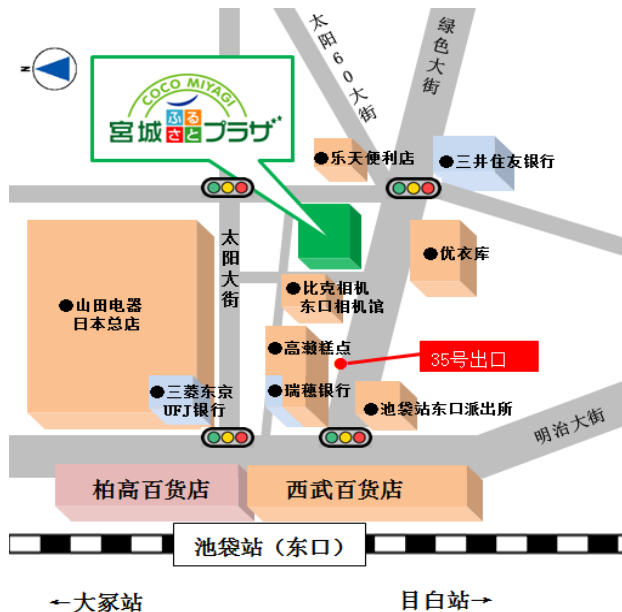 N
太阳60大街
绿色大街
COCO MIYAGI
宮城ふるさとプラザ
乐天便利店
三井住友银行
太阳大街
优衣库
比克相机
东口相机馆
山田电器
日本总店
高濑糕点
35号出口
三菱东京
UFJ银行
瑞穗银行
池袋站东口派出所
明治大街
柏高百货店
西武百货店
池袋站（东口）
←大冢站
目白站→